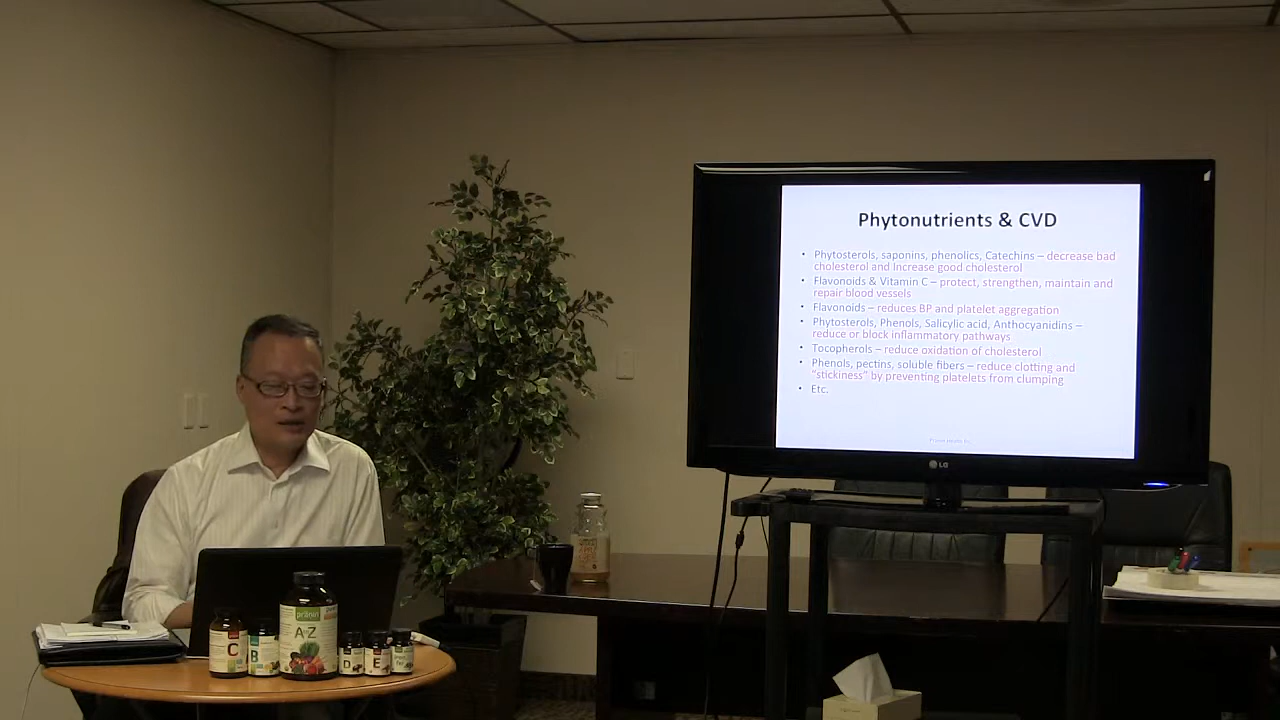 Phytonutrients & CVD
• Phytosterols, saponins, phenolics, Catechins – decrease bad
cholesterol and Increase good cholesterol
• Flavonoids & Vitamin C – protect, strengthen, maintain and
repair blood vessels
• Flavonoids – reduces BP and platelet aggregation
• Phytosterols, Phenols, Salicylic acid, Anthocyanidins –
reduce or block inflammatory pathways
• Tocopherols – reduce oxidation of cholesterol
• Phenols, pectins, soluble fibers – reduce clotting and
"stickiness" by preventing platelets from clumping
• Etc.
LG
prānin
A Z
C
B
D
E